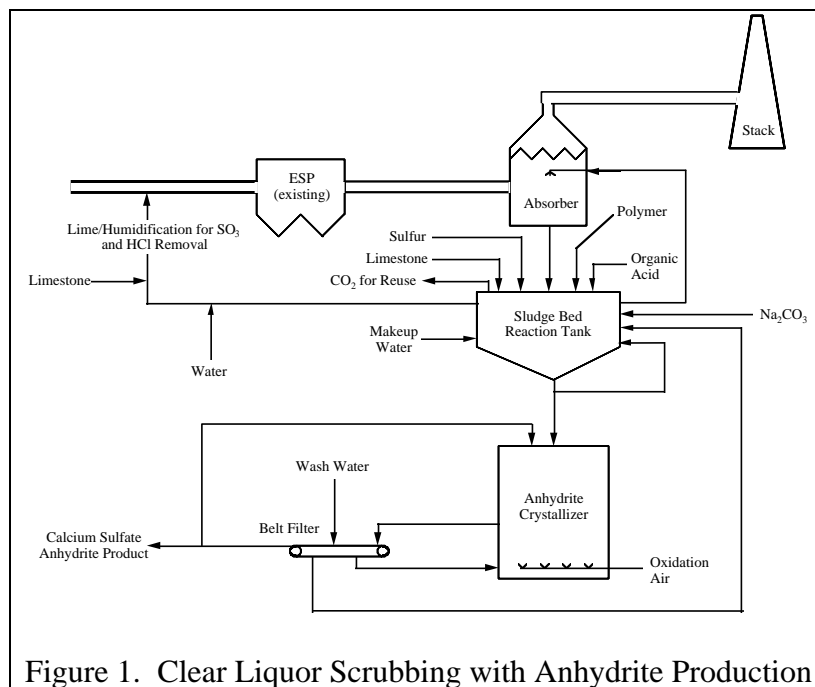 Stack
ESP
(existing)
Absorber
Lime/Humidification for SO3
and HCl Removal
Polymer
Sulfur
Limestone
Organic
Acid
Limestone
CO2 for Reuse
Sludge Bed
Reaction Tank
Na2CO3
Makeup
Water
Water
Wash Water
Anhydrite
Crystallizer
Belt Filter
Calcium Sulfate
Anhydrite Product
Oxidation
Air
Figure 1. Clear Liquor Scrubbing with Anhydrite Production